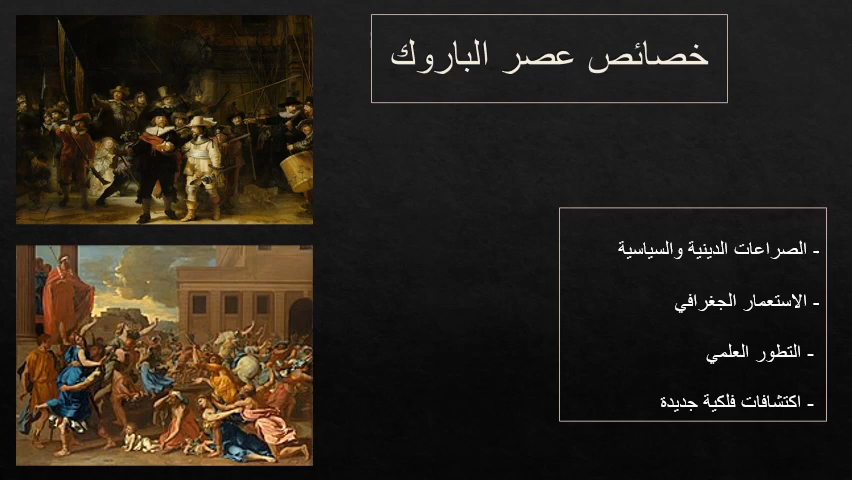 خصائص عصر الباروك
- الصراعات الدينية والسياسية
- الاستعمار الجغرافي
- التطور العلمي
- اكتشافات فلكية جديدة